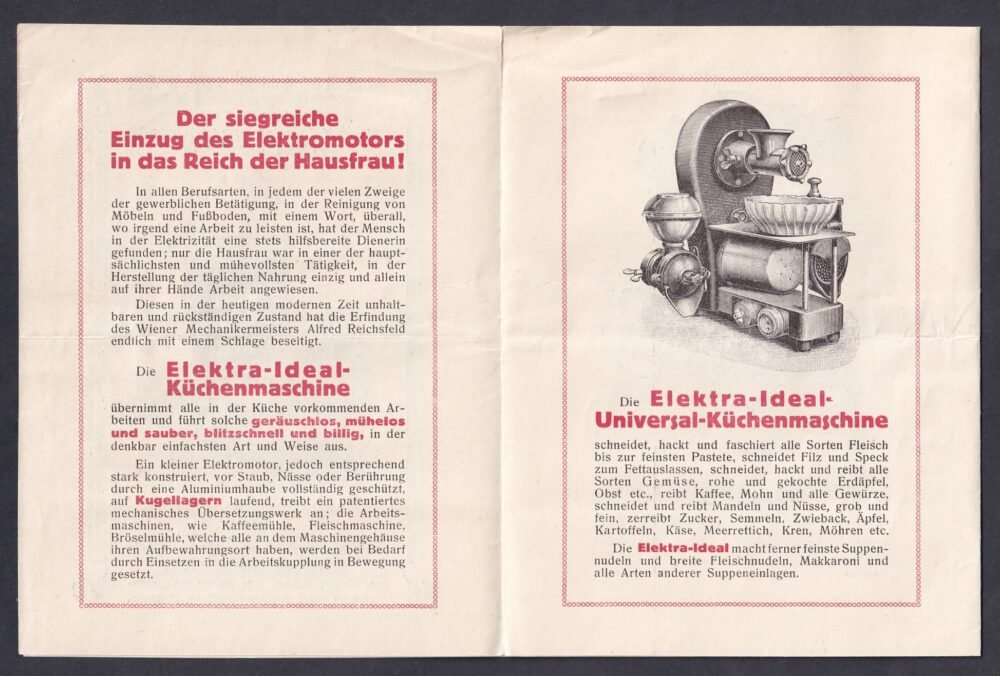 Der siegreiche
Einzug des Elektromotors
in das Reich der Hausfrau!
In allen Berufsarten, in jedem der vielen Zweige
der gewerblichen Betätigung, in der Reinigung von
Möbeln und Fußboden, mit einem Wort, überall,
wo irgend eine Arbeit zu leisten ist, hat der Mensch
in der Elektrizität eine stets hilfsbereite Dienerin
gefunden; nur die Hausfrau war in einer der haupt-
sächlichsten und mühevollsten Tätigkeit, in der
Herstellung der täglichen Nahrung einzig und allein
auf ihrer Hände Arbeit angewiesen.
Diesen in der heutigen modernen Zeit unhalt-
baren und rückständigen Zustand hat die Erfindung
des Wiener Mechanikermeisters Alfred Reichsfeld
endlich mit einem Schlage beseitigt.
Die Elektra-Ideal-
Küchenmaschine
übernimmt alle in der Küche vorkommenden Ar-
beiten und führt solche geräuschlos, mühelos
und sauber, blitzschnell und billig, in der
denkbar einfachsten Art und Weise aus.
Ein kleiner Elektromotor, jedoch entsprechend
stark konstruiert, vor Staub, Nässe oder Berührung
durch eine Aluminiumhaube vollständig geschützt,
auf Kugellagern laufend, treibt ein patentiertes
mechanisches Übersetzungswerk an; die Arbeits-
maschinen, wie Kaffeemühle, Fleischmaschine,
Bröselmühle, welche alle an dem Maschinengehäuse
ihren Aufbewahrungsort haben, werden bei Bedarf
durch Einsetzen in die Arbeitskupplung in Bewegung
gesetzt.
Die Elektra-Ideal-
Universal-Küchenmaschine
schneidet, hackt und faschiert alle Sorten Fleisch
bis zur feinsten Pastete, schneidet Filz und Speck
zum Fettauslassen, schneidet, hackt und reibt alle
Sorten Gemüse, rohe und gekochte Erdäpfel,
Obst etc., reibt Kaffee, Mohn und alle Gewürze,
schneidet und reibt Mandeln und Nüsse, grob und
fein, zerreibt Zucker, Semmeln, Zwieback, Äpfel,
Kartoffeln, Käse, Meerrettich, Kren, Möhren etc.
Die Elektra-Ideal macht ferner feinste Suppen-
nudeln und breite Fleischnudeln, Makkaroni und
alle Arten anderer Suppeneinlagen.